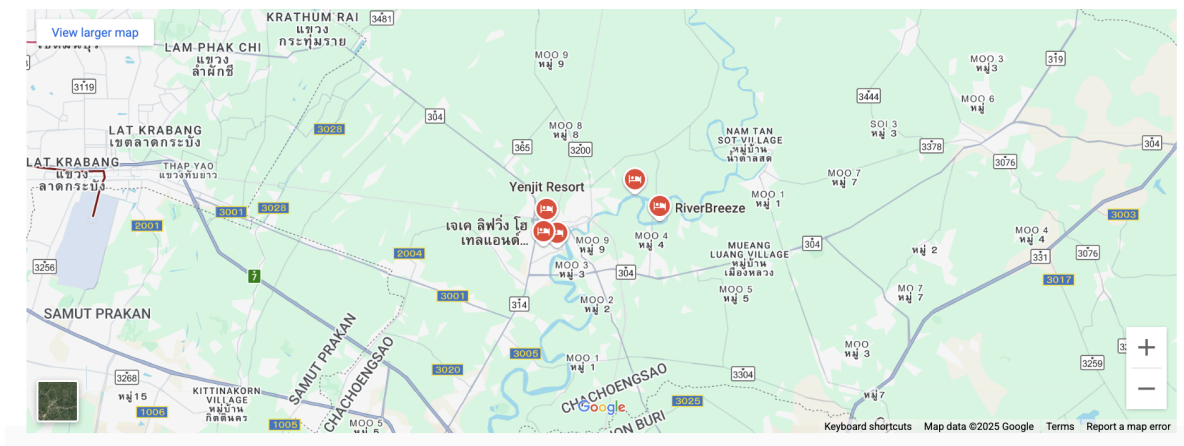 View larger map
KRATHUM RAI
แขวง
กระทุ่มราย
3481
LAM PHAK CHI
แขวง
ลำผักชี
3119
304
MOO 9
หมู่ 9
MOO 3
หมู่3
319
3444
MOO 6
หมู่
LAT KRABANG
เขตลาดกระบัง
3028
MOO 8
หมู่ 8
365
3200
NAM TAN
SOT VILLAGE
หมู่บ้าน
น้ำตาลสด
SOI 3
หมู่ 3
3378
3076
304
LAT KRABANG
แขวง
ลาดกระบัง
THAP YAO
แขวงทับยาว
Yenjit Resort
MOO 7
หมู่ 7
MOO 1
หมู่ 1
RiverBreeze
2001
3001
3028
เจเค ลิฟวิ่ง โฮ
เทลแอนด์...
MOO 9
หมู่ 9
MOO 4
หมู่ 4
MUEANG
LUANG VILLAGE
หมู่บ้าน
เมืองหลวง
304
หมู่ 2
MOO 4
หมู่ 4
3003
331
3076
3256
7
2004
MOO 3
หมู่ 3
304
3017
3001
314
MOO 2
หมู่ 2
MOO 5
หมู่ 5
MO 7
หมู่ 7
SAMUT PRAKAN
SAMUT PRAKAN
CHACHOENGSAO
3005
MOO 1
หมู่ 1
MOO
หมู่ 3
3259
3268
หมู่15
1006
KITTINAKORN
VILLAGE
หมู่บ้าน
กิตตินคร
3020
3304
CHACHOENGSAO
Google
3025
หมู่7
1005
MOO 5
หมู่ 5
ON BURI
Keyboard shortcuts
Map data ©2025 Google
Terms
Report a map error